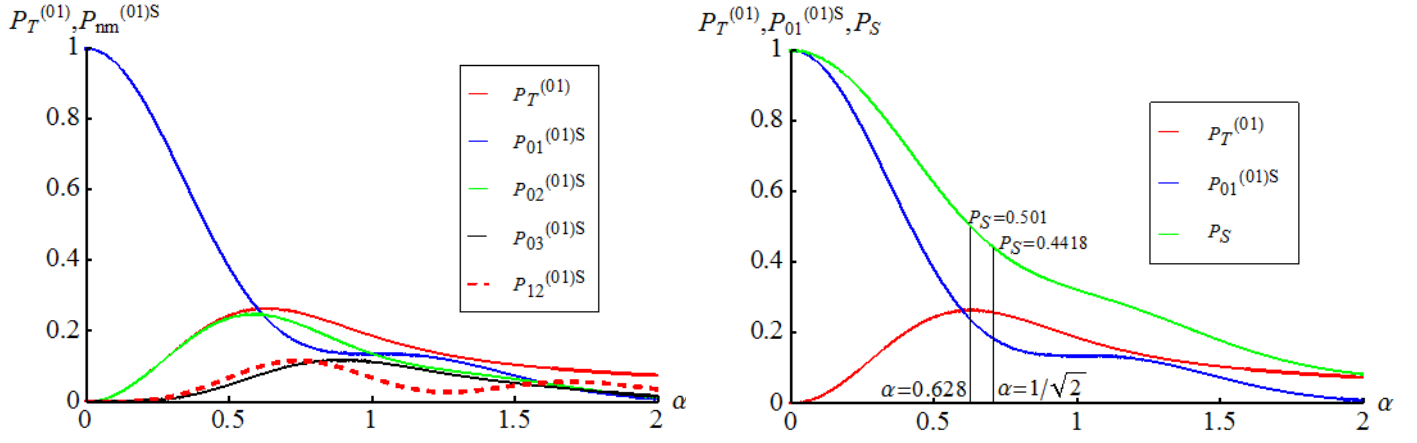 P_T^(01), P_nm^(01)S
1
0.8
0.6
0.4
0.2
0
0
0.5
1
1.5
2
α
P_T^(01)
P_01^(01)S
P_02^(01)S
P_03^(01)S
P_12^(01)S
P_T^(01), P_01^(01)S, P_S
1
0.8
0.6
0.4
0.2
0
0
0.5
1
1.5
2
α
P_S=0.501
P_S=0.4418
α=0.628
α=1/√2
P_T^(01)
P_01^(01)S
P_S